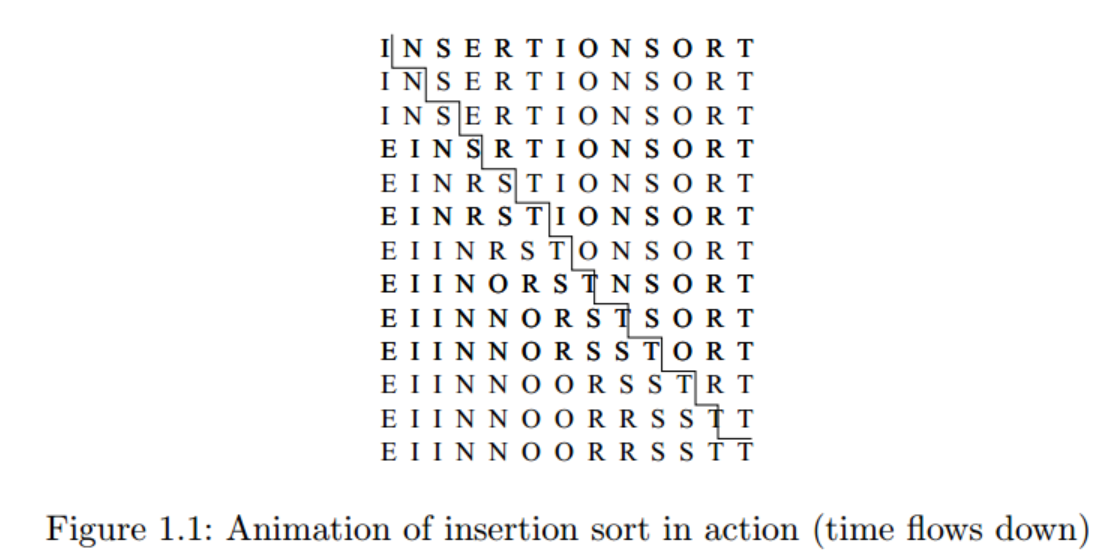 I N S E R T I O N S O R T
I N S E R T I O N S O R T
I N S E R T I O N S O R T
E I N S R T I O N S O R T
E I N R S T I O N S O R T
E I N R S T I O N S O R T
E I I N R S T O N S O R T
E I I N O R S T N S O R T
E I I N N O R S T S O R T
E I I N N O R S S T O R T
E I I N N O O R S S T R T
E I I N N O O R R S S T T
E I I N N O O R R S S T T
Figure 1.1: Animation of insertion sort in action (time flows down)